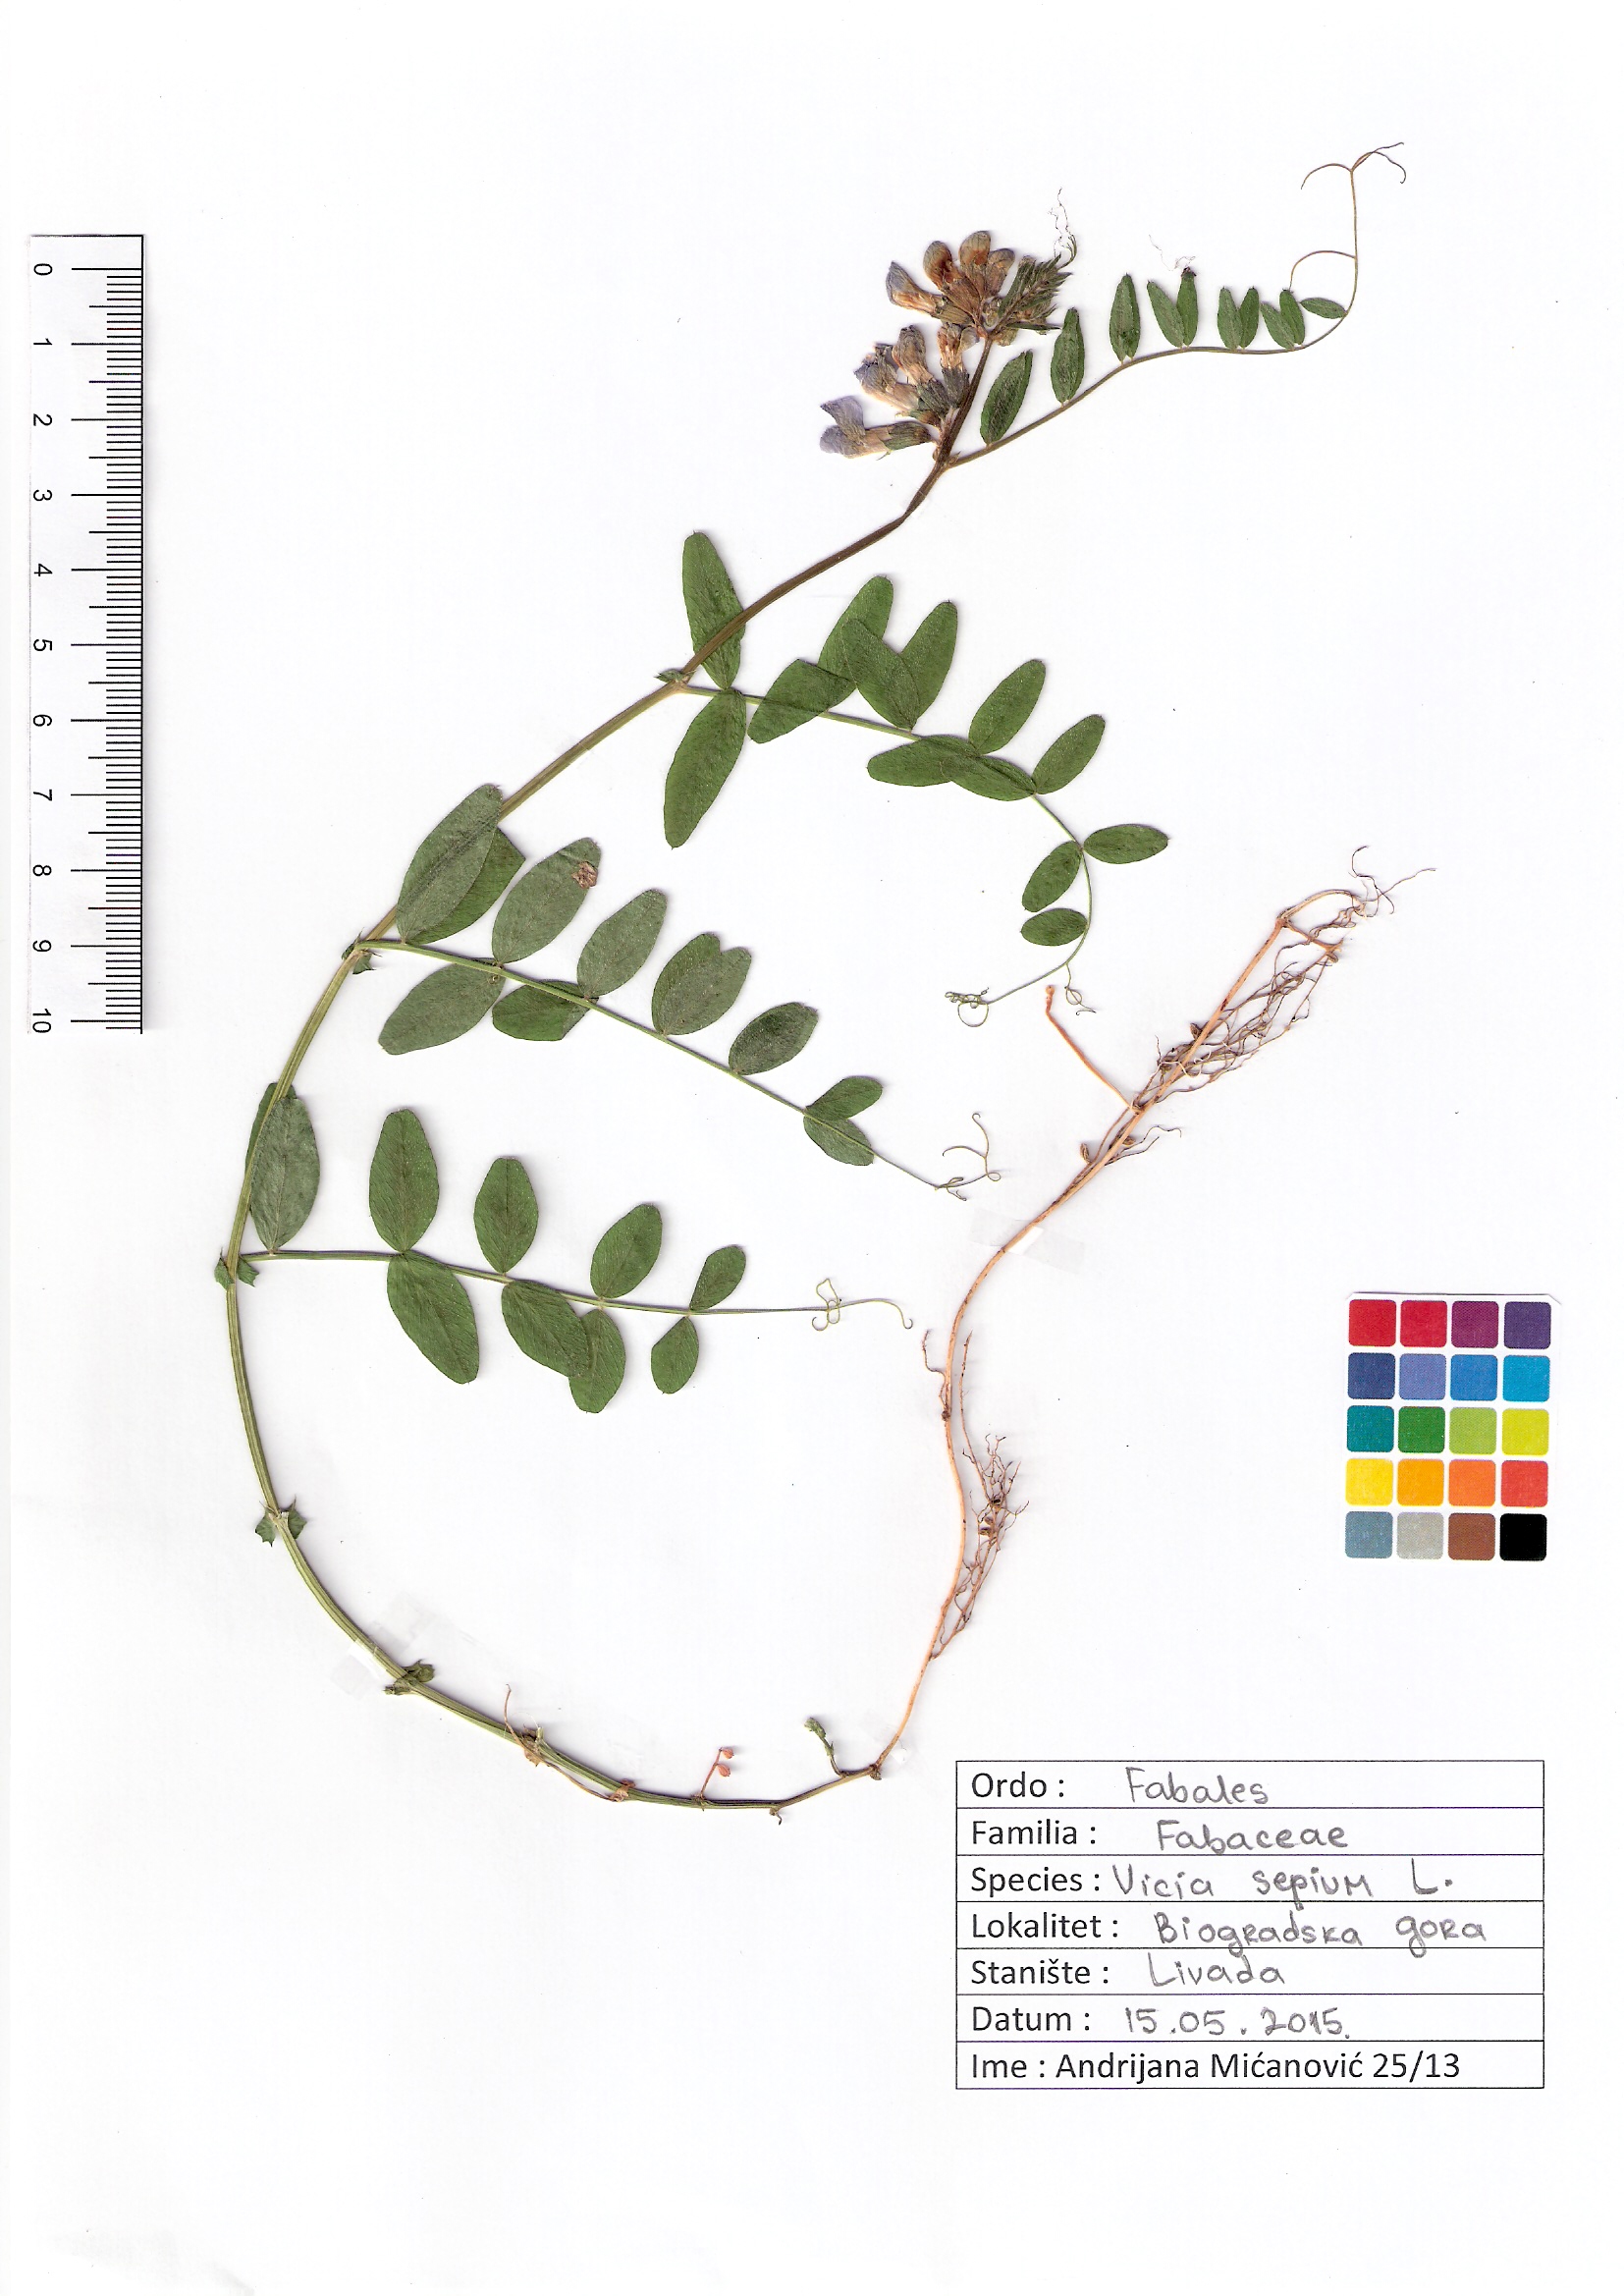 0
1
2
3
4
5
6
7
8
9
10
Ordo : Fabales
Familia : Fabaceae
Species : Vicia sepium L.
Lokalitet : Biogradska gora
Stanište : Livada
Datum : 15.05.2015.
Ime : Andrijana Mićanović 25/13